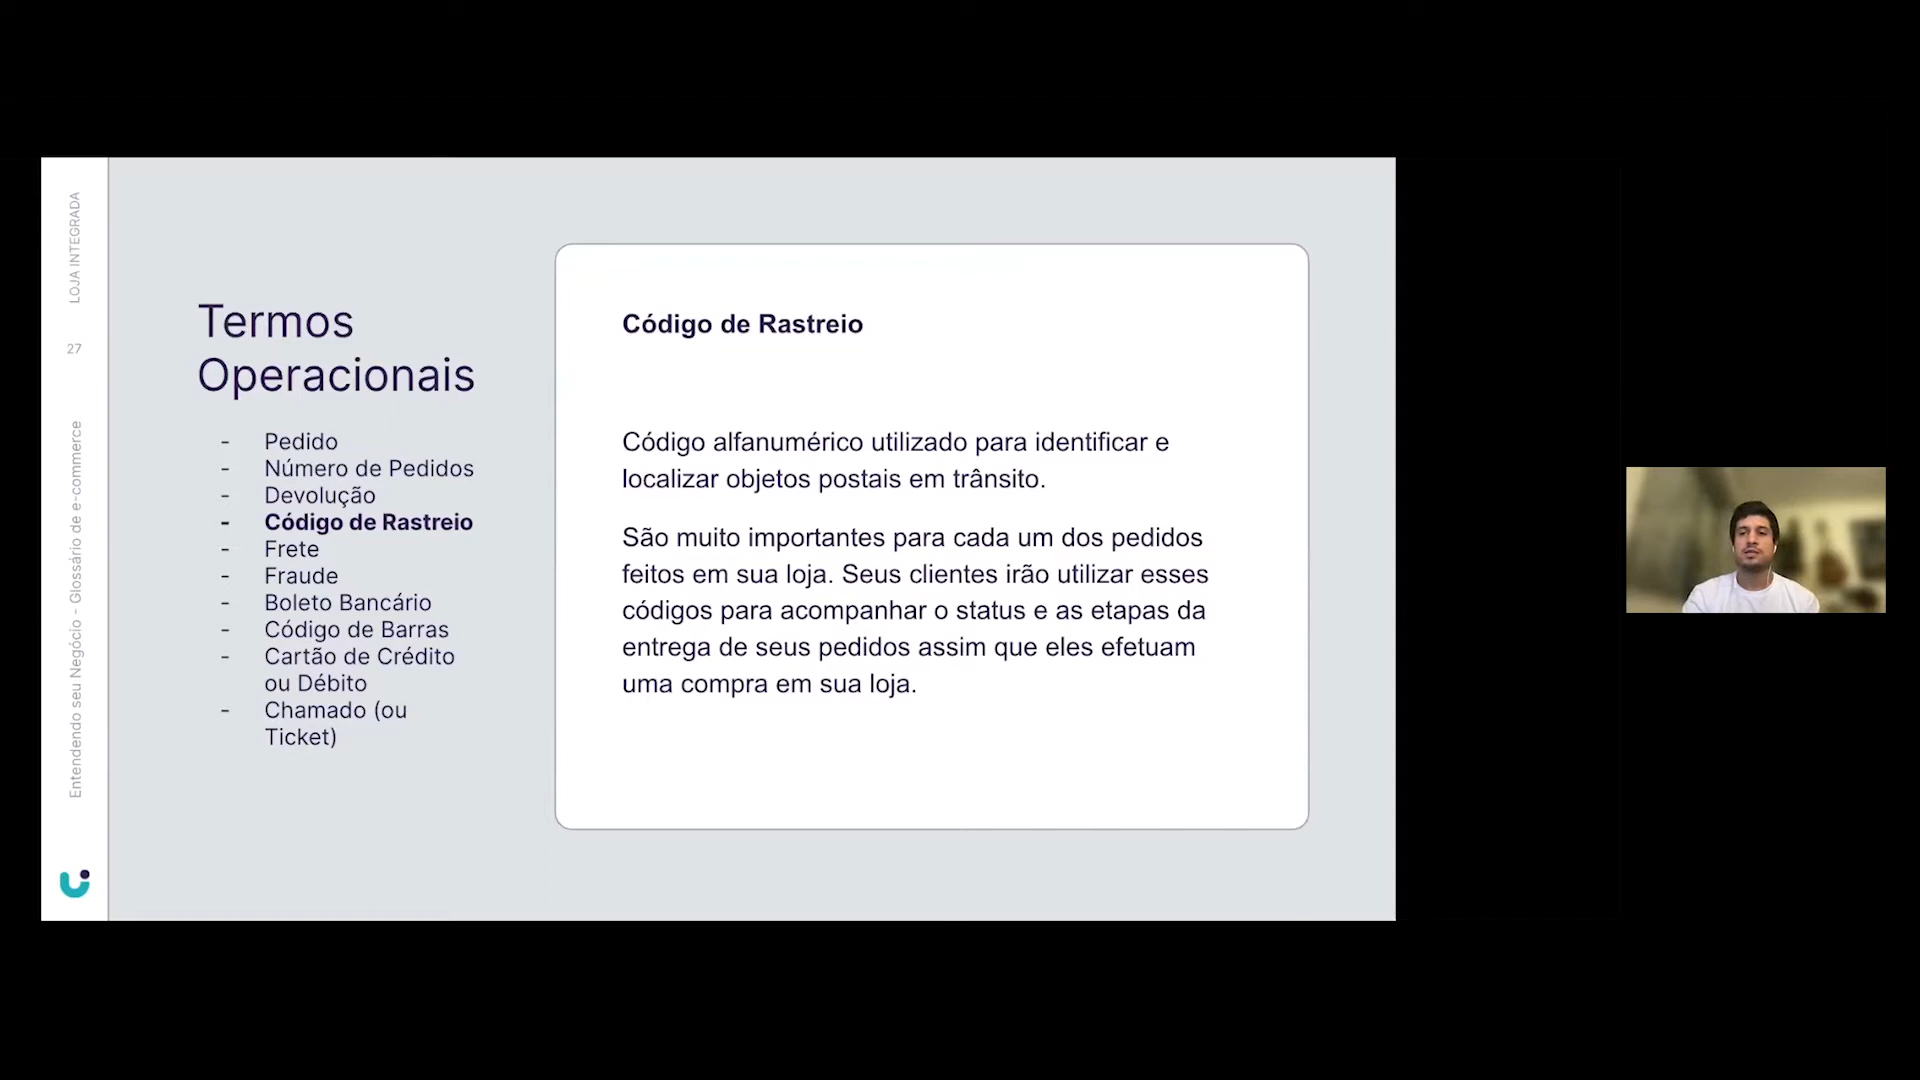 LOJA INTEGRADA
27
Entendendo seu Negócio - Glossário de e-commerce
Termos
Operacionais
- Pedido
- Número de Pedidos
- Devolução
- Código de Rastreio
- Frete
- Fraude
- Boleto Bancário
- Código de Barras
- Cartão de Crédito
ou Débito
- Chamado (ou
Ticket)
Código de Rastreio
Código alfanumérico utilizado para identificar e
localizar objetos postais em trânsito.
São muito importantes para cada um dos pedidos
feitos em sua loja. Seus clientes irão utilizar esses
códigos para acompanhar o status e as etapas da
entrega de seus pedidos assim que eles efetuam
uma compra em sua loja.